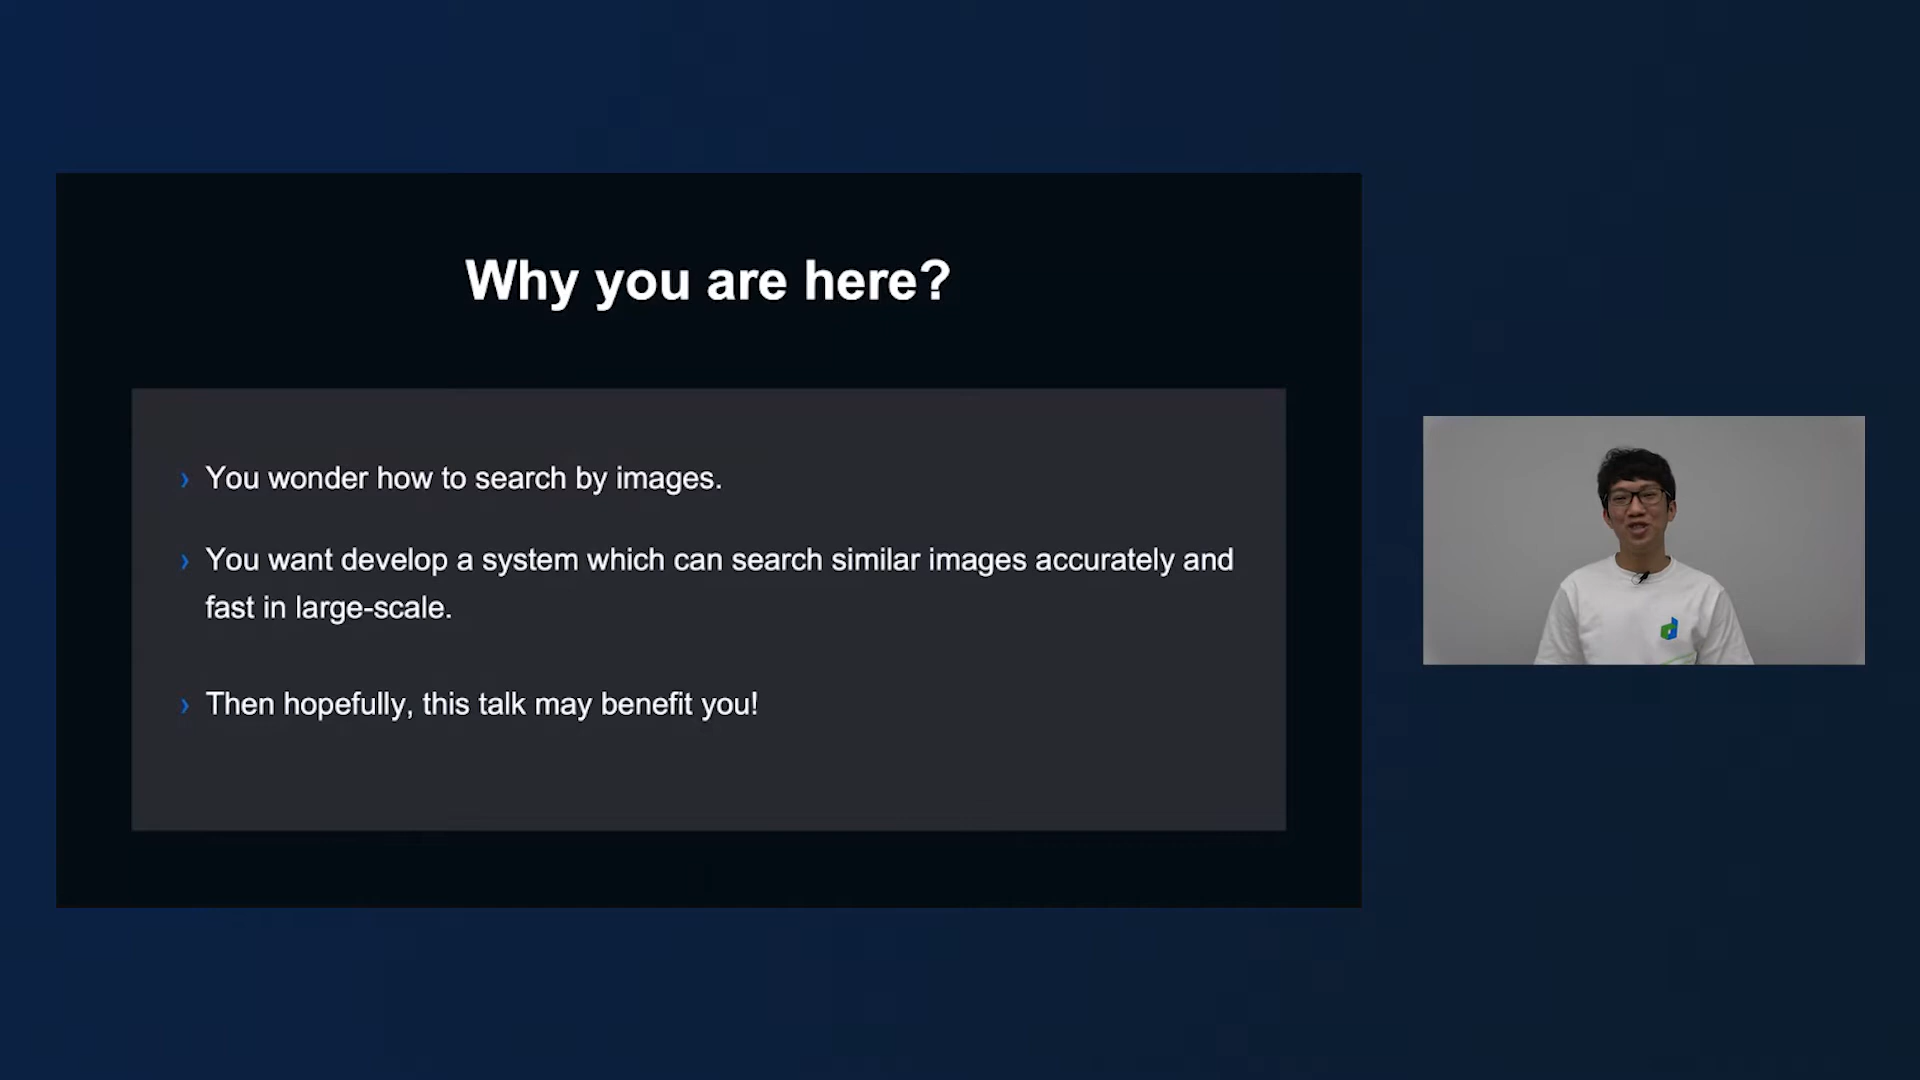 Why you are here?
› You wonder how to search by images.
› You want develop a system which can search similar images accurately and
fast in large-scale.
› Then hopefully, this talk may benefit you!